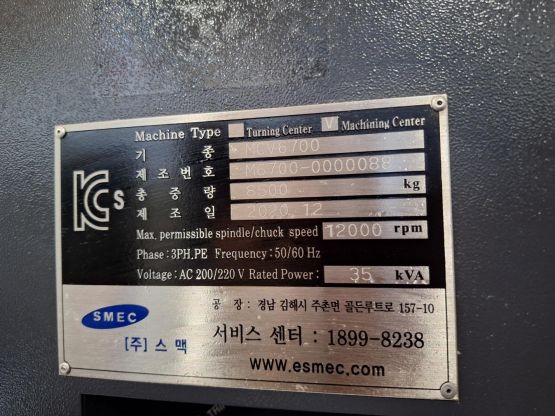 Machine Type Turning Center V Machining Center
기 종 MCV6700
제조번호 M6700-0000088
총 중 량 8500 kg
제 조 일 2020.12
Max. permissible spindle/chuck speed 12000 rpm
Phase : 3PH.PE Frequency : 50/60 Hz
Voltage : AC 200/220 V Rated Power : 35 kVA
KCs
SMEC
[주] 스 맥
공 장 : 경남 김해시 주촌면 골든루트로 157-10
서비스 센터 : 1899-8238
www.esmec.com